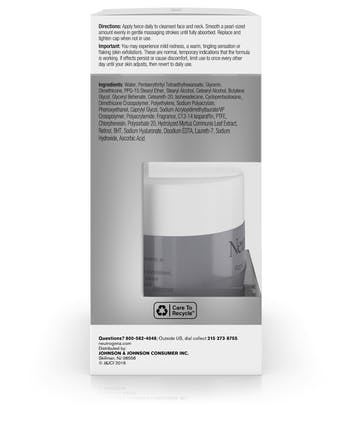 Directions: Apply twice daily to cleansed face and neck. Smooth a pearl-sized
amount evenly in gentle massaging strokes until fully absorbed. Replace and
tighten cap when not in use.
Important: You may experience mild redness, a warm, tingling sensation or
flaking (skin exfoliation). These are normal, temporary indications that the formula
is working. If effects persist or cause discomfort, limit use to once every other
day until your skin adjusts, then revert to daily use.
Ingredients: Water, Pentaerythrityl Tetraethylhexanoate, Glycerin,
Dimethicone, PPG-15 Stearyl Ether, Stearyl Alcohol, Cetearyl Alcohol, Butylene
Glycol, Glyceryl Behenate, Ceteareth-20, Isohexadecane, Cyclopentasiloxane,
Dimethicone Crosspolymer, Polyethylene, Sodium Polyacrylate,
Phenoxyethanol, Caprylyl Glycol, Sodium Acryloyldimethyltaurate/VP
Crosspolymer, Polyacrylamide, Fragrance, C13-14 Isoparaffin, PTFE,
Chlorphenesin, Polysorbate 20, Hydrolyzed Myrtus Communis Leaf Extract,
Retinol, BHT, Sodium Hyaluronate, Disodium EDTA, Laureth-7, Sodium
Hydroxide, Ascorbic Acid.
Ne
Care To
Recycle
Questions? 800-582-4048; Outside US, dial collect 215 273 8755
neutrogena.com
Distributed by:
JOHNSON & JOHNSON CONSUMER INC.
Skillman, NJ 08558
© J&JCI 2016